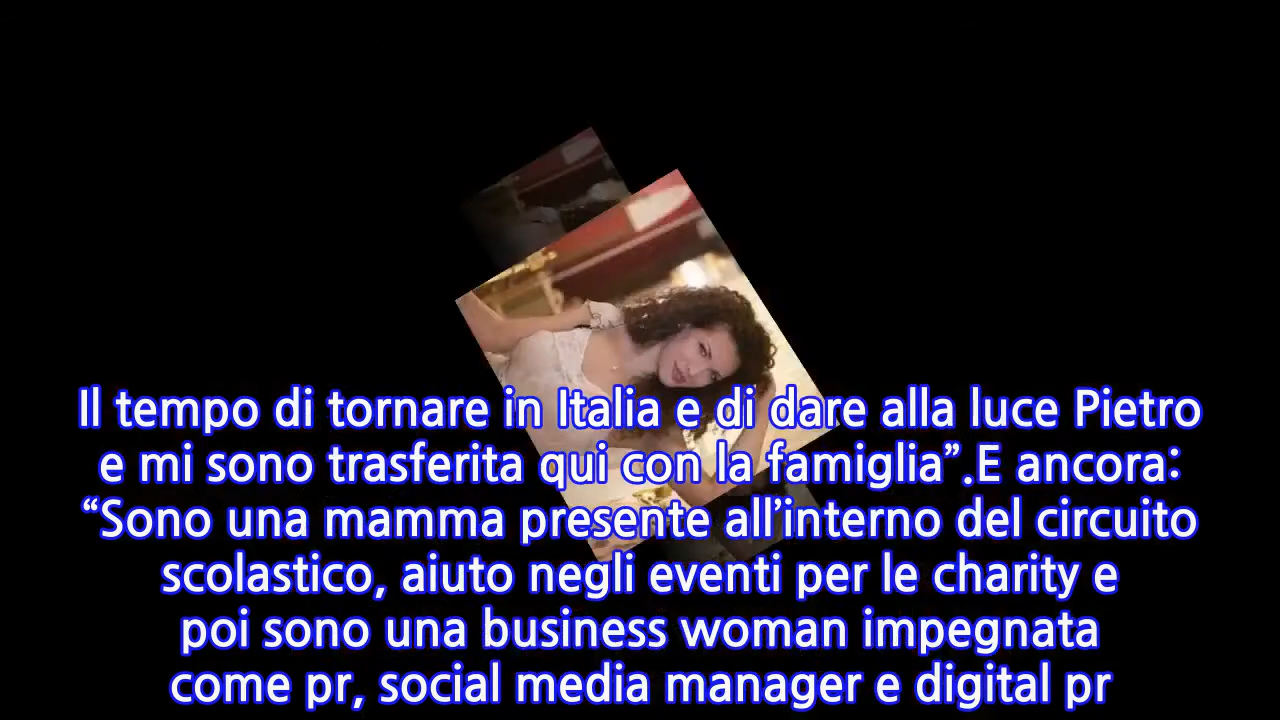 Il tempo di tornare in Italia e di dare alla luce Pietro
e mi sono trasferita qui con la famiglia”.E ancora:
“Sono una mamma presente all’interno del circuito
scolastico, aiuto negli eventi per le charity e
poi sono una business woman impegnata
come pr, social media manager e digital pr